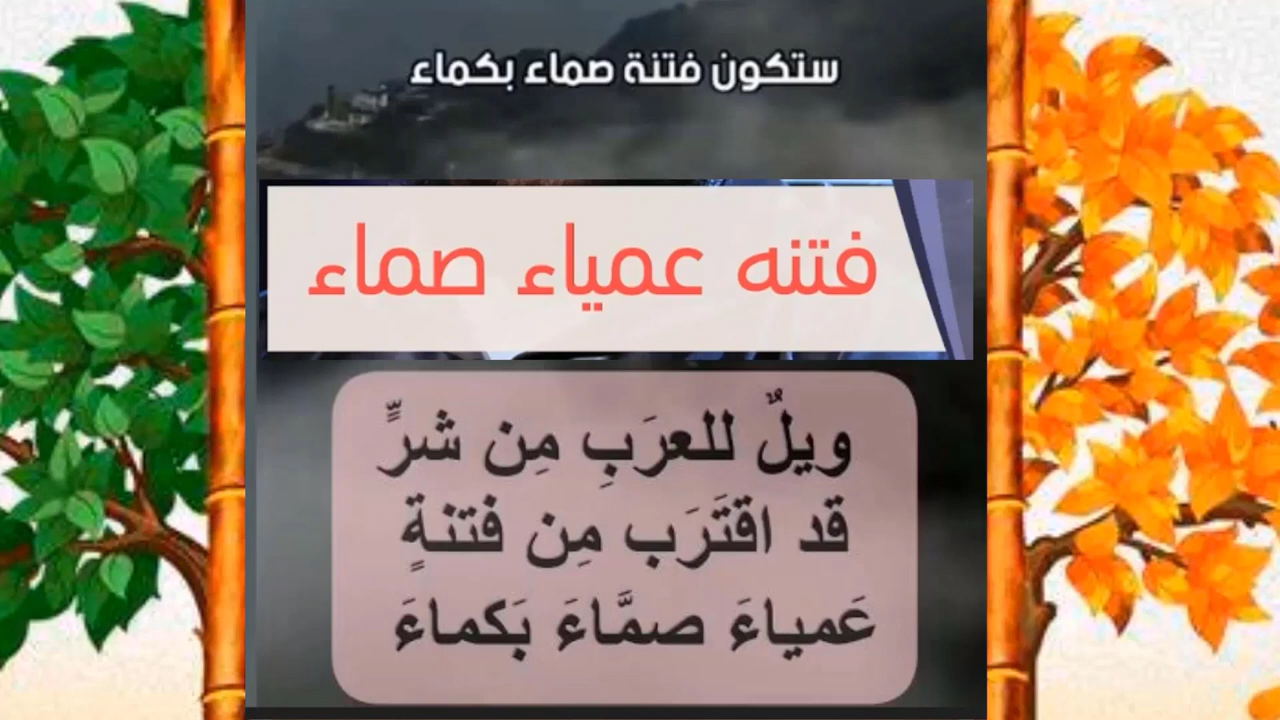 ستكون فتنة صماء بكماء
فتنه عمياء صماء
ويلٌ للعرَبِ مِن شرٍّ
قد اقتَرَب مِن فتنةٍ
عَمياءَ صمَّاءَ بَكماءَ